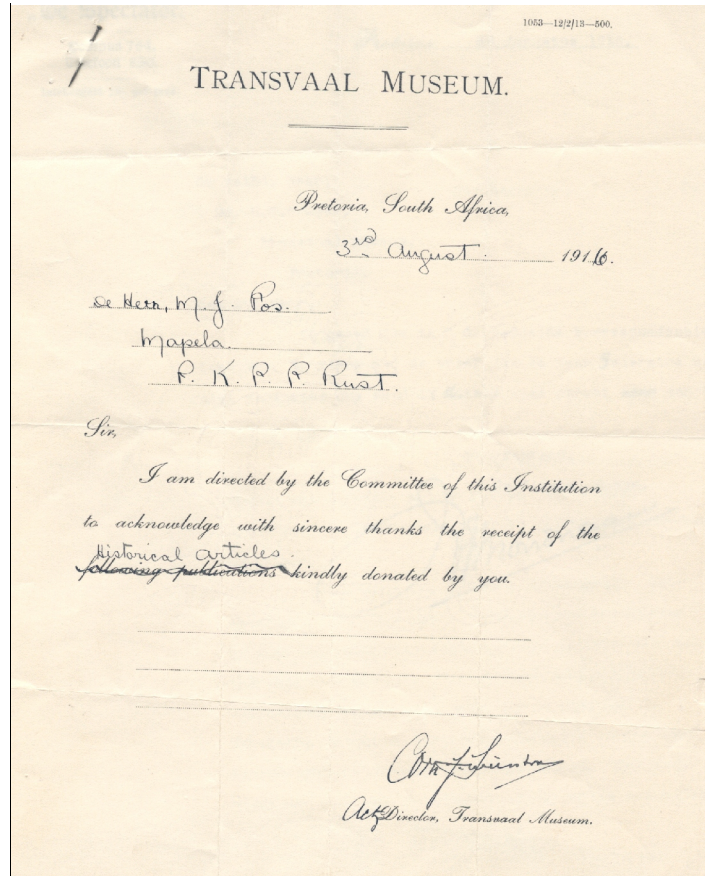 1053—12/2/13—500.
TRANSVAAL MUSEUM.
Pretoria, South Africa,
3rd August 1916.
De Herr, M. J. Pos.
Mapela
P. K. P. P. Rust.
Sir,
I am directed by the Committee of this Institution
to acknowledge with sincere thanks the receipt of the
Historical Articles.
following publications kindly donated by you.
Actg Director, Transvaal Museum.